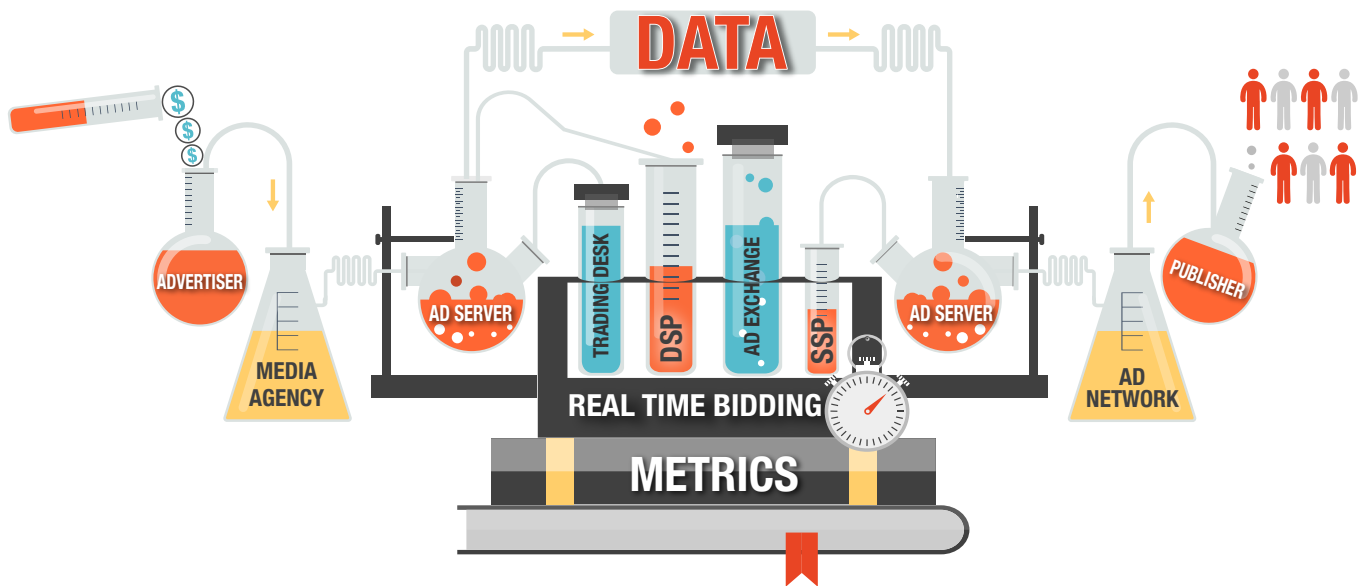 DATA
$
$
$
ADVERTISER
MEDIA
AGENCY
AD SERVER
TRADING DESK
DSP
AD EXCHANGE
SSP
AD SERVER
AD
NETWORK
PUBLISHER
REAL TIME BIDDING
METRICS